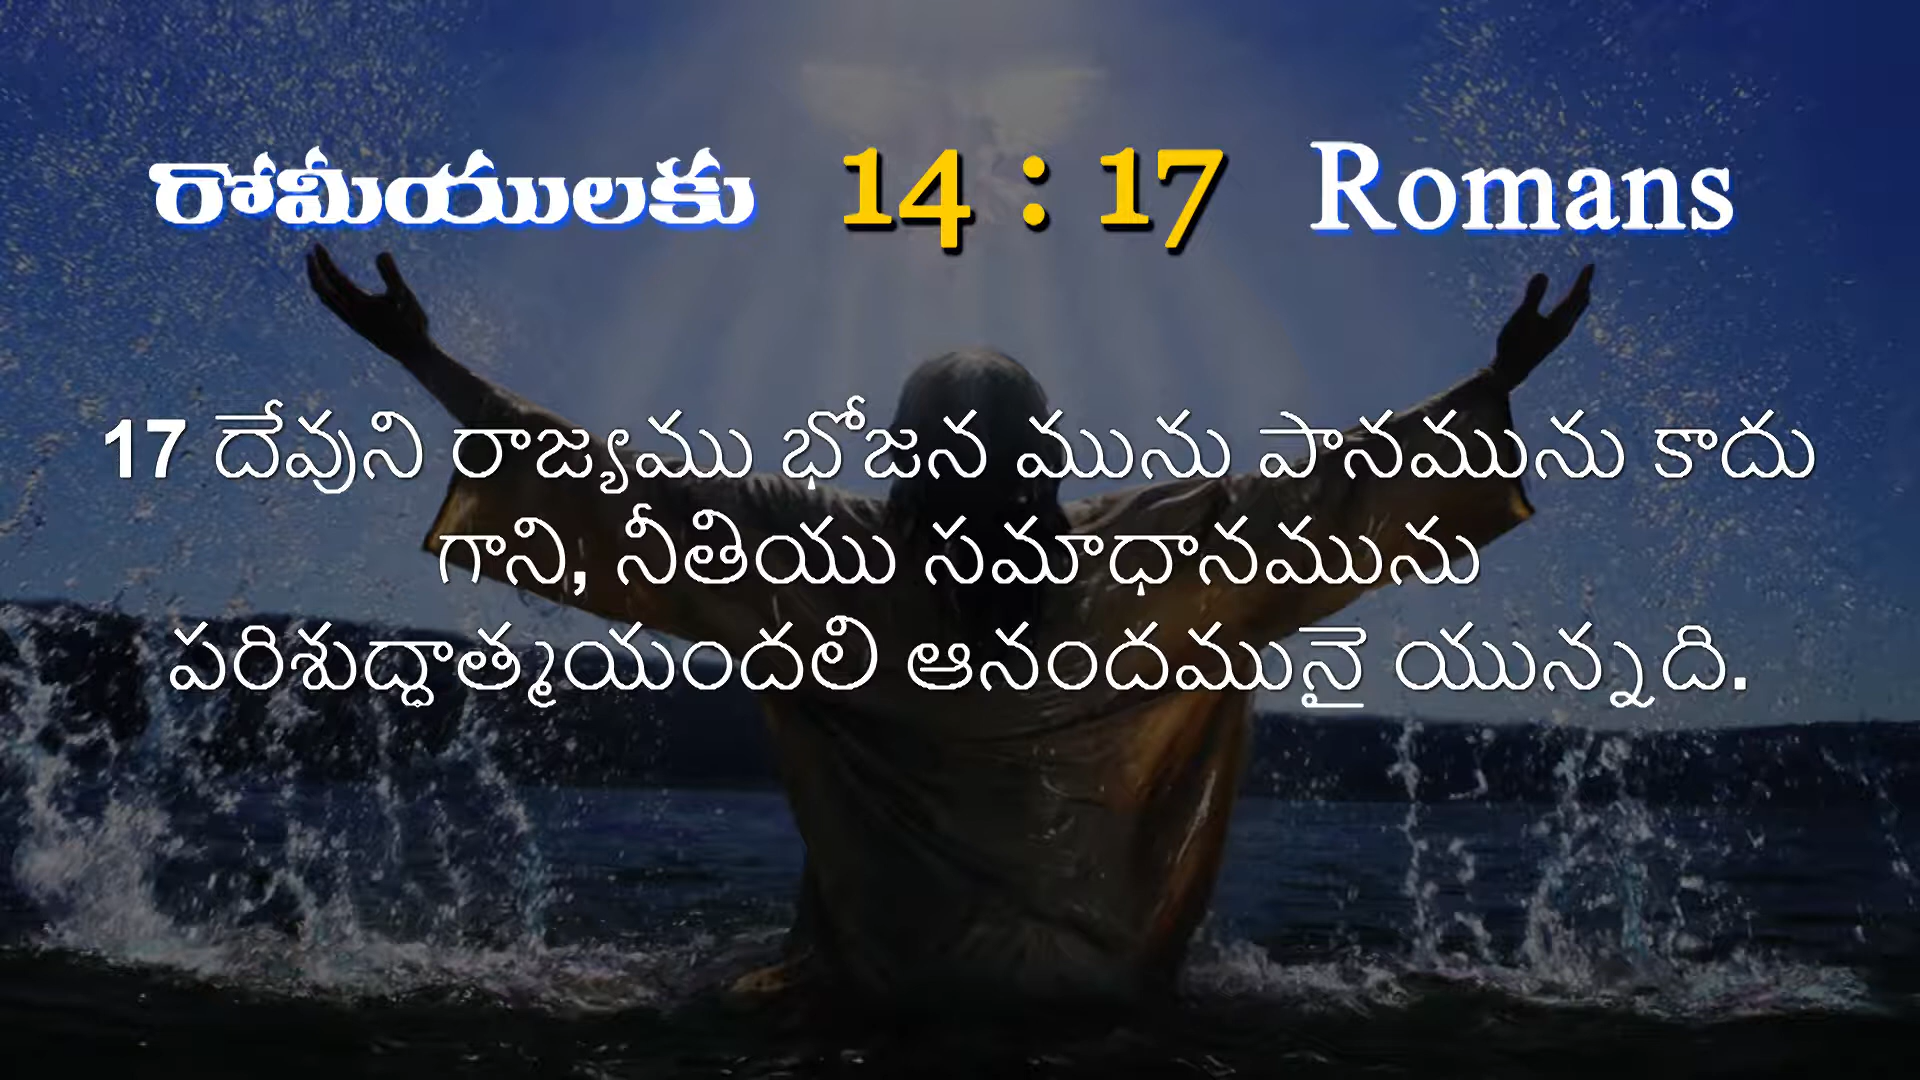 రోమీయులకు 14 : 17 Romans
17 దేవుని రాజ్యము భోజన మును పానమును కాదు
గాని, నీతియు సమాధానమును
పరిశుద్ధాత్మయందలి ఆనందమునై యున్నది.